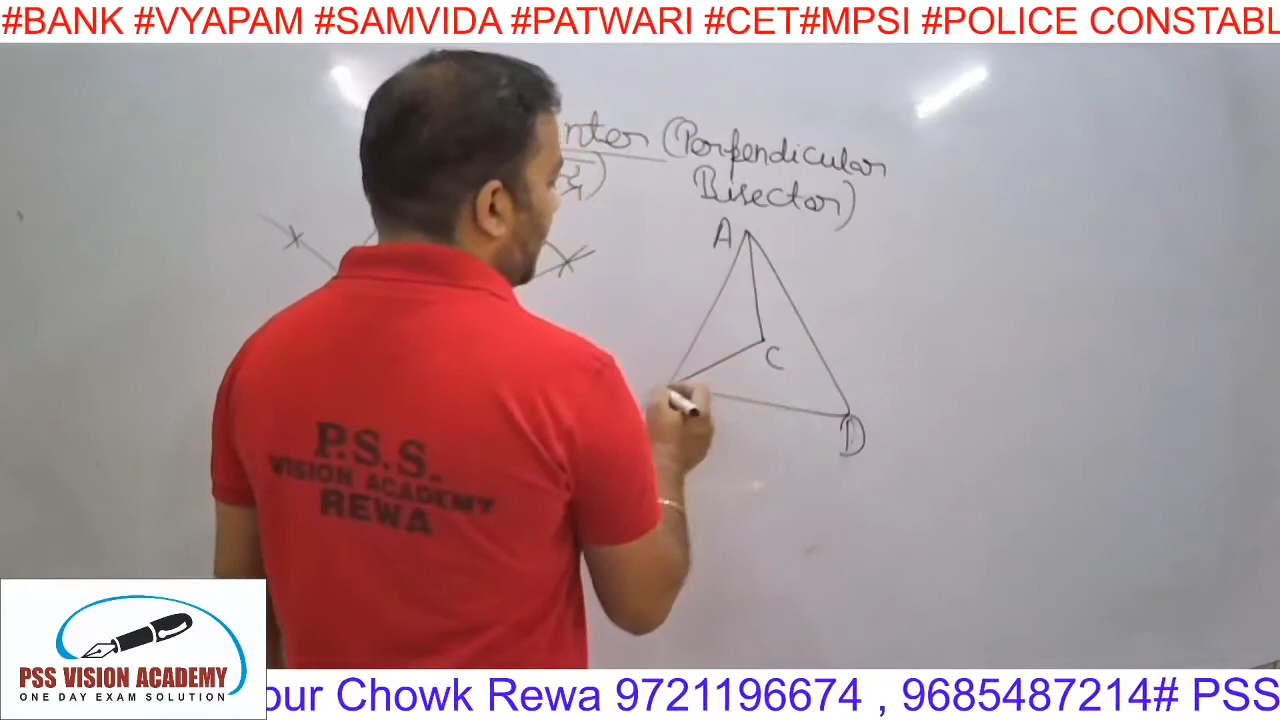 #BANK #VYAPAM #SAMVIDA #PATWARI #CET#MPSI #POLICE CONSTABL
nter (Perpendicular
Bisector)
A
C
D
P.S.S.
VISION ACADEMY
REWA
PSS VISION ACADEMY
ONE DAY EXAM SOLUTION
our Chowk Rewa 9721196674 , 9685487214# PSS